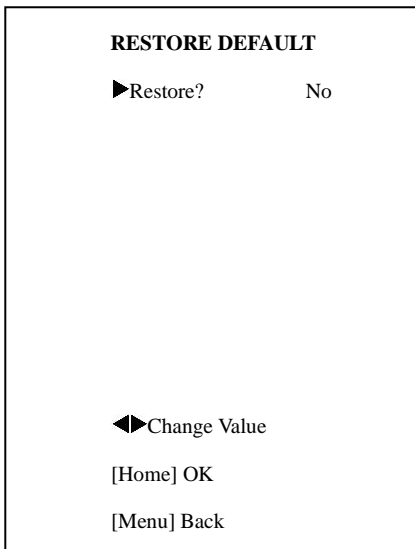 RESTORE DEFAULT
▶Restore? No
◀▶Change Value
[Home] OK
[Menu] Back